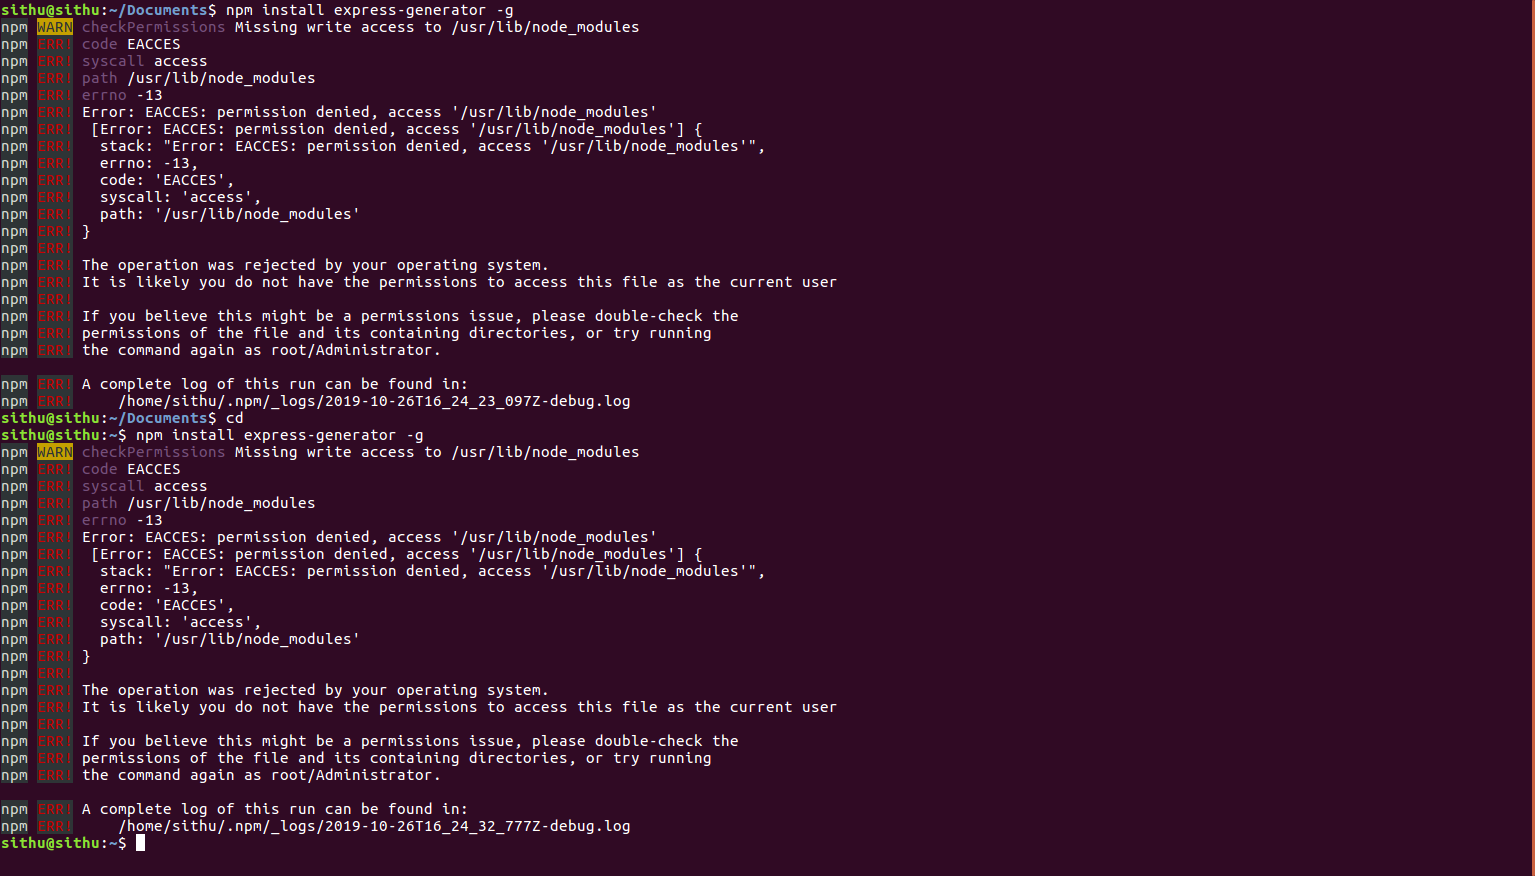 sithu@sithu:~/Documents$ npm install express-generator -g
npm WARN checkPermissions Missing write access to /usr/lib/node_modules
npm ERR! code EACCES
npm ERR! syscall access
npm ERR! path /usr/lib/node_modules
npm ERR! errno -13
npm ERR! Error: EACCES: permission denied, access '/usr/lib/node_modules'
npm ERR!  [Error: EACCES: permission denied, access '/usr/lib/node_modules'] {
npm ERR!   stack: "Error: EACCES: permission denied, access '/usr/lib/node_modules'",
npm ERR!   errno: -13,
npm ERR!   code: 'EACCES',
npm ERR!   syscall: 'access',
npm ERR!   path: '/usr/lib/node_modules'
npm ERR! }
npm ERR!
npm ERR! The operation was rejected by your operating system.
npm ERR! It is likely you do not have the permissions to access this file as the current user
npm ERR!
npm ERR! If you believe this might be a permissions issue, please double-check the
npm ERR! permissions of the file and its containing directories, or try running
npm ERR! the command again as root/Administrator.

npm ERR! A complete log of this run can be found in:
npm ERR!     /home/sithu/.npm/_logs/2019-10-26T16_24_23_097Z-debug.log
sithu@sithu:~/Documents$ cd
sithu@sithu:~$ npm install express-generator -g
npm WARN checkPermissions Missing write access to /usr/lib/node_modules
npm ERR! code EACCES
npm ERR! syscall access
npm ERR! path /usr/lib/node_modules
npm ERR! errno -13
npm ERR! Error: EACCES: permission denied, access '/usr/lib/node_modules'
npm ERR!  [Error: EACCES: permission denied, access '/usr/lib/node_modules'] {
npm ERR!   stack: "Error: EACCES: permission denied, access '/usr/lib/node_modules'",
npm ERR!   errno: -13,
npm ERR!   code: 'EACCES',
npm ERR!   syscall: 'access',
npm ERR!   path: '/usr/lib/node_modules'
npm ERR! }
npm ERR!
npm ERR! The operation was rejected by your operating system.
npm ERR! It is likely you do not have the permissions to access this file as the current user
npm ERR!
npm ERR! If you believe this might be a permissions issue, please double-check the
npm ERR! permissions of the file and its containing directories, or try running
npm ERR! the command again as root/Administrator.

npm ERR! A complete log of this run can be found in:
npm ERR!     /home/sithu/.npm/_logs/2019-10-26T16_24_32_777Z-debug.log
sithu@sithu:~$